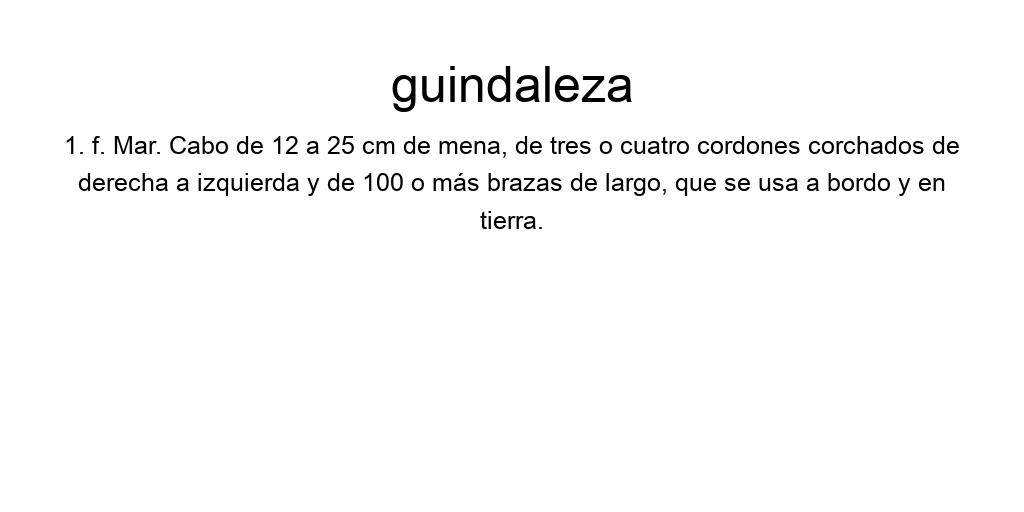 guindaleza
1. f. Mar. Cabo de 12 a 25 cm de mena, de tres o cuatro cordones corchados de
derecha a izquierda y de 100 o más brazas de largo, que se usa a bordo y en
tierra.